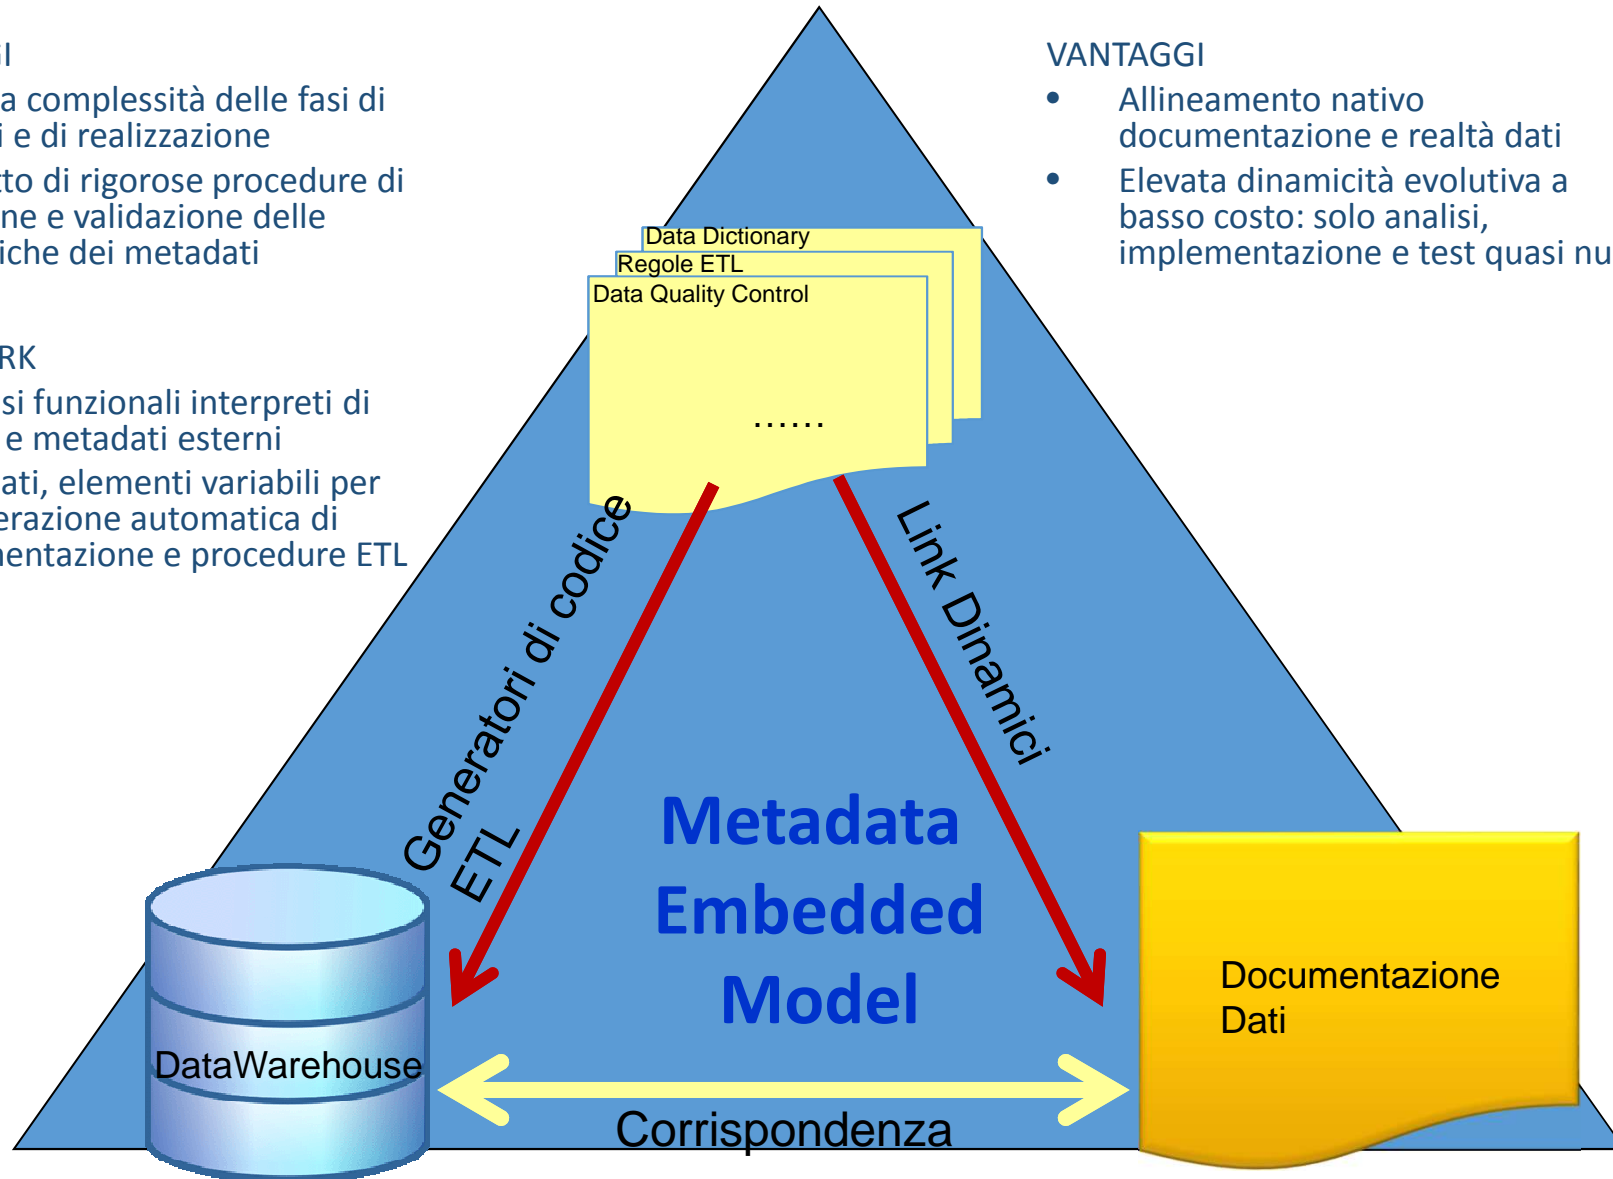 GI
a complessità delle fasi di
i e di realizzazione
tto di rigorose procedure di
ne e validazione delle
iche dei metadati
RK
si funzionali interpreti di
e metadati esterni
ati, elementi variabili per
erazione automatica di
mentazione e procedure ETL
VANTAGGI
• Allineamento nativo
documentazione e realtà dati
• Elevata dinamicità evolutiva a
basso costo: solo analisi,
implementazione e test quasi nu
Data Dictionary
Regole ETL
Data Quality Control
......
Generatori di codice
ETL
Link Dinamici
Metadata
Embedded
Model
DataWarehouse
Documentazione
Dati
Corrispondenza